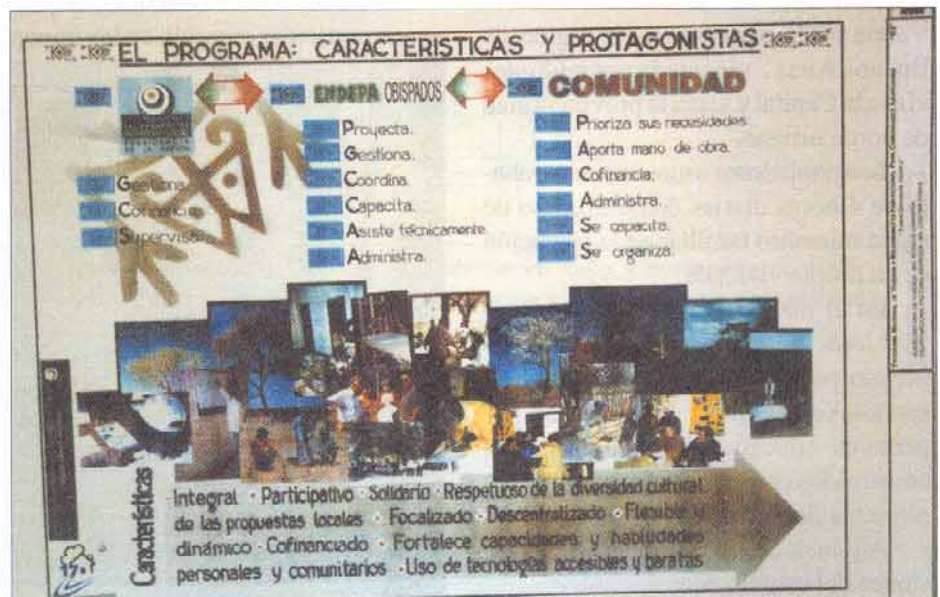 EL PROGRAMA: CARACTERISTICAS Y PROTAGONISTAS
ENDEPA OBISPADOS
COMUNIDAD
Gestiona.
Cofinancia.
Supervisa.
Proyecta.
Gestiona.
Coordina.
Capacita.
Asiste técnicamente.
Administra.
Prioriza sus necesidades.
Aporta mano de obra.
Cofinancia.
Administra.
Se capacita.
Se organiza.
Características
Integral · Participativo · Solidario · Respetuoso de la diversidad cultural
de las propuestas locales · Focalizado · Descentralizado · Flexible y
dinámico · Cofinanciado · Fortalece capacidades y habilidades
personales y comunitarios · Uso de tecnologías accesibles y baratas